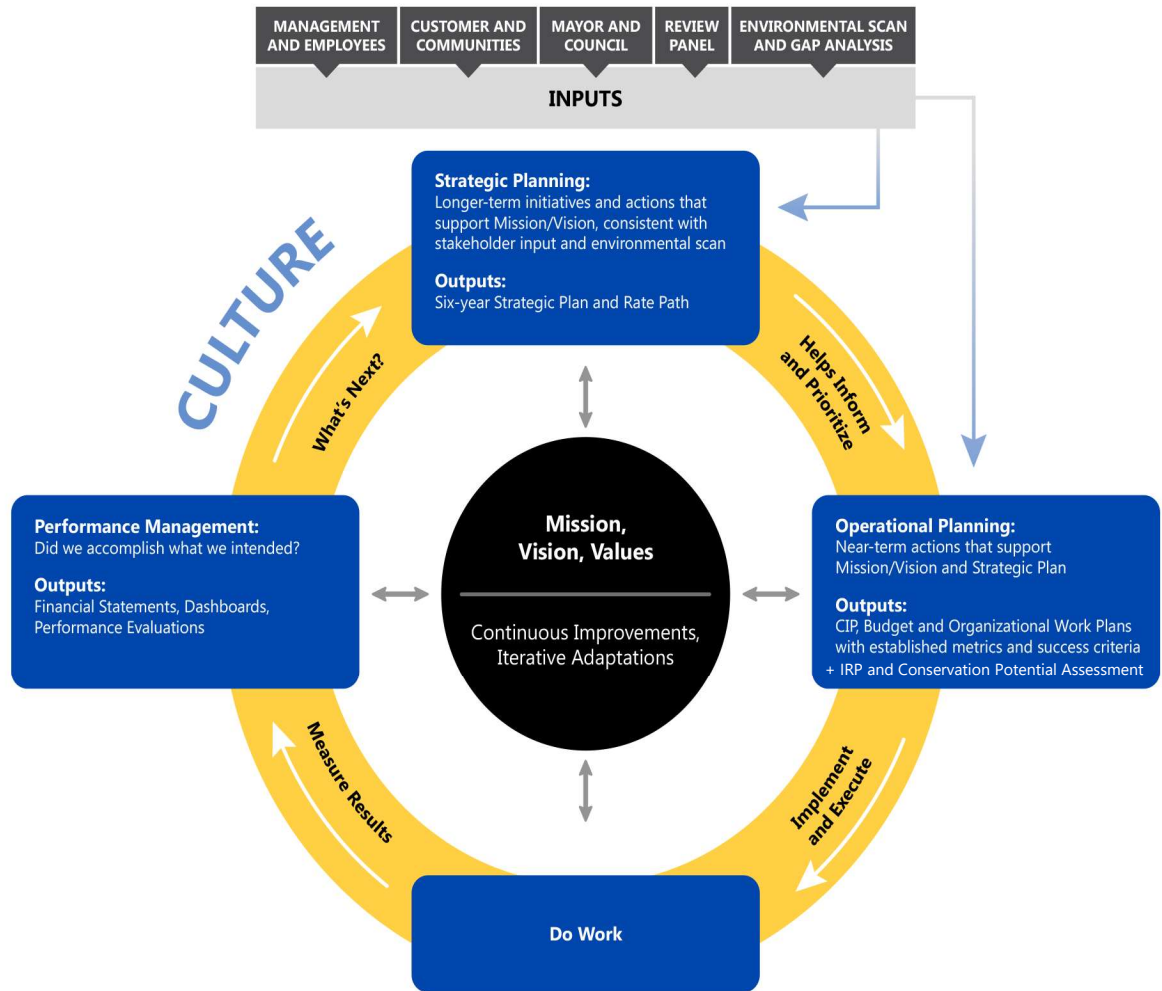 MANAGEMENT
AND EMPLOYEES
CUSTOMER AND
COMMUNITIES
MAYOR AND
COUNCIL
REVIEW
PANEL
ENVIRONMENTAL SCAN
AND GAP ANALYSIS
INPUTS
CULTURE
Strategic Planning:
Longer-term initiatives and actions that
support Mission/Vision, consistent with
stakeholder input and environmental scan
Outputs:
Six-year Strategic Plan and Rate Path
Helps Inform
and Prioritize
Operational Planning:
Near-term actions that support
Mission/Vision and Strategic Plan
Outputs:
CIP, Budget and Organizational Work Plans
with established metrics and success criteria
+ IRP and Conservation Potential Assessment
Implement
and Execute
Do Work
Measure Results
Performance Management:
Did we accomplish what we intended?
Outputs:
Financial Statements, Dashboards,
Performance Evaluations
What's Next?
Mission,
Vision, Values
Continuous Improvements,
Iterative Adaptations